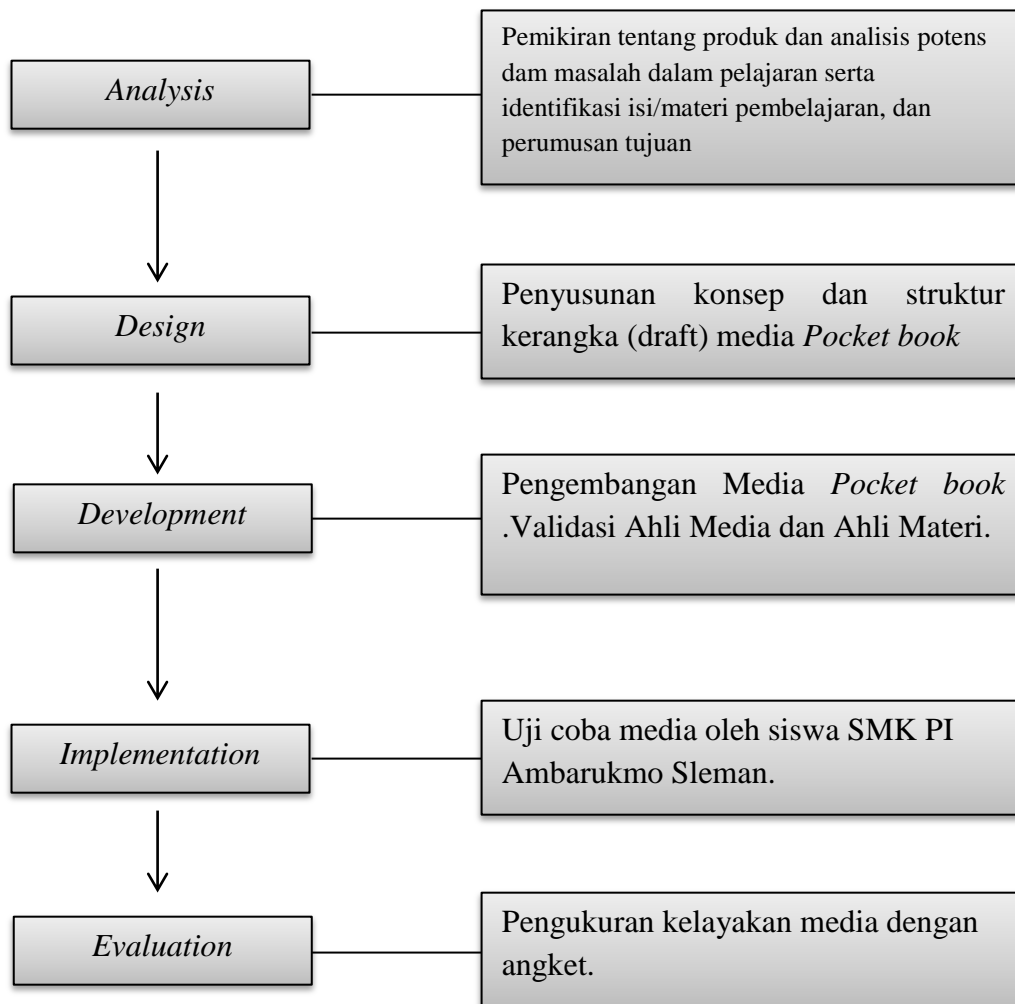 Analysis
Pemikiran tentang produk dan analisis potens
dam masalah dalam pelajaran serta
identifikasi isi/materi pembelajaran, dan
perumusan tujuan
Design
Penyusunan konsep dan struktur
kerangka (draft) media Pocket book
Development
Pengembangan Media Pocket book
.Validasi Ahli Media dan Ahli Materi.
Implementation
Uji coba media oleh siswa SMK PI
Ambarukmo Sleman.
Evaluation
Pengukuran kelayakan media dengan
angket.